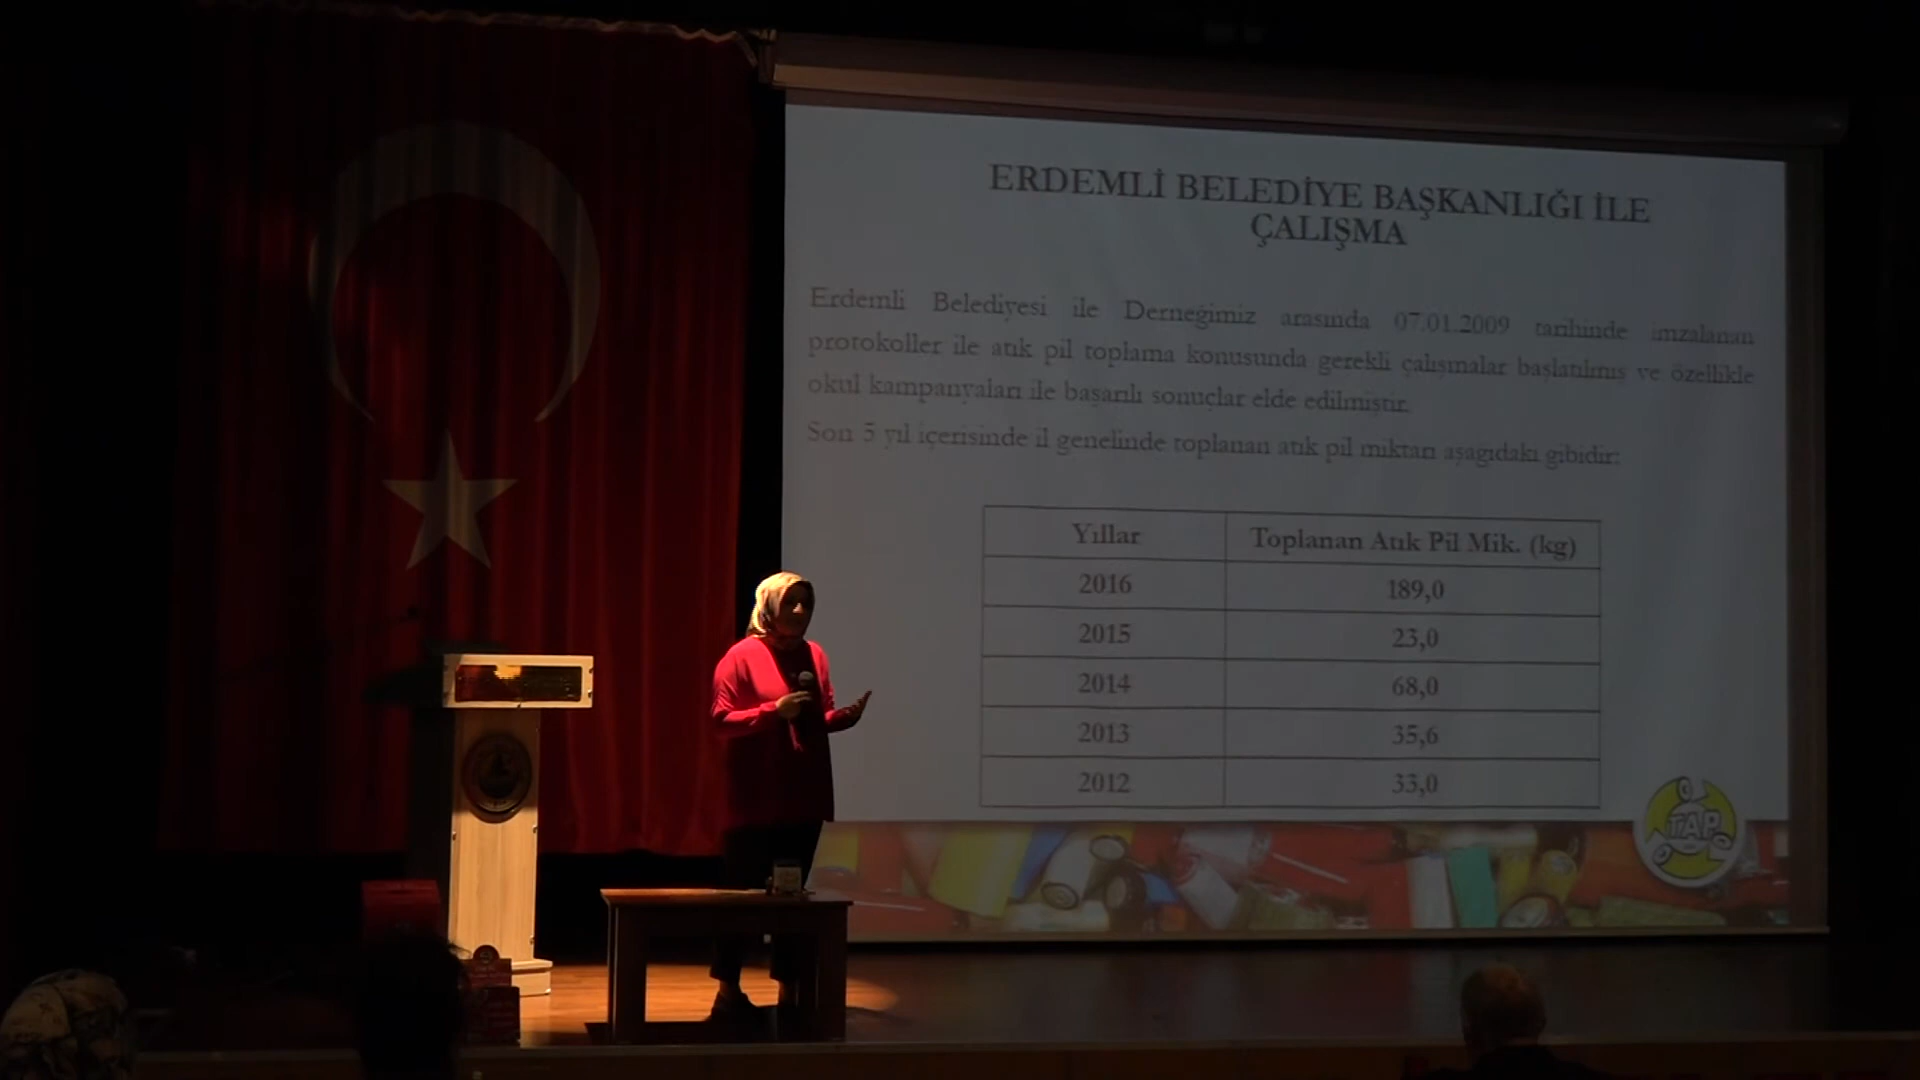 ERDEMLİ BELEDİYE BAŞKANLIĞI İLE
ÇALIŞMA
Erdemli Belediyesi ile Derneğimiz arasında 07.01.2009 tarihinde imzalanan
protokoller ile atık pil toplama konusunda gerekli çalışmalar başlatılmış ve özellikle
okul kampanyaları ile başarılı sonuçlar elde edilmiştir.
Son 5 yıl içerisinde il genelinde toplanan atık pil miktarı aşağıdaki gibidir:
Yıllar Toplanan Atık Pil Mik. (kg)
2016 189,0
2015 23,0
2014 68,0
2013 35,6
2012 33,0
TAP